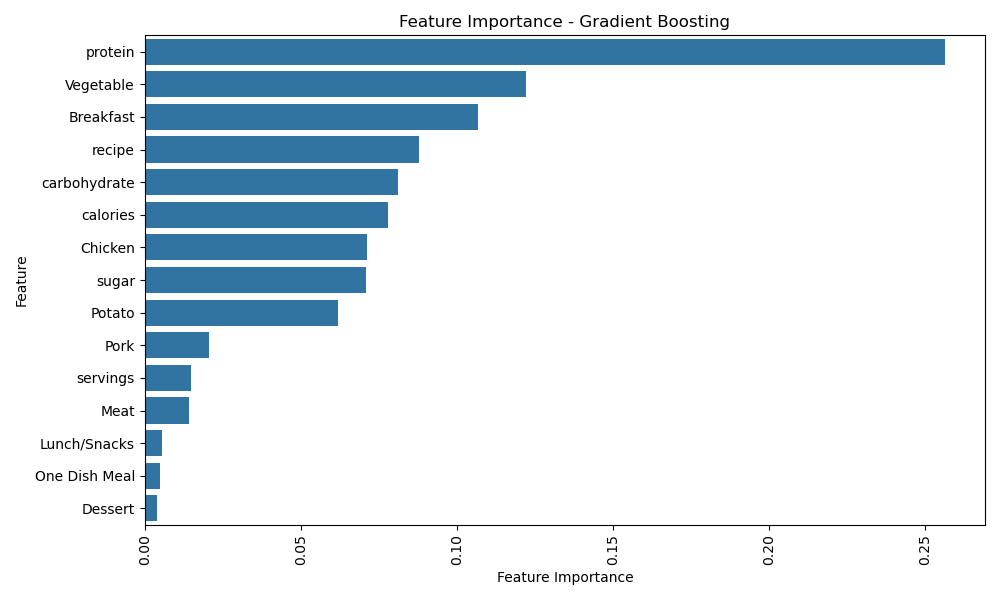 Feature Importance - Gradient Boosting
Feature
protein
Vegetable
Breakfast
recipe
carbohydrate
calories
Chicken
sugar
Potato
Pork
servings
Meat
Lunch/Snacks
One Dish Meal
Dessert
0.00
0.05
0.10
0.15
0.20
0.25
Feature Importance